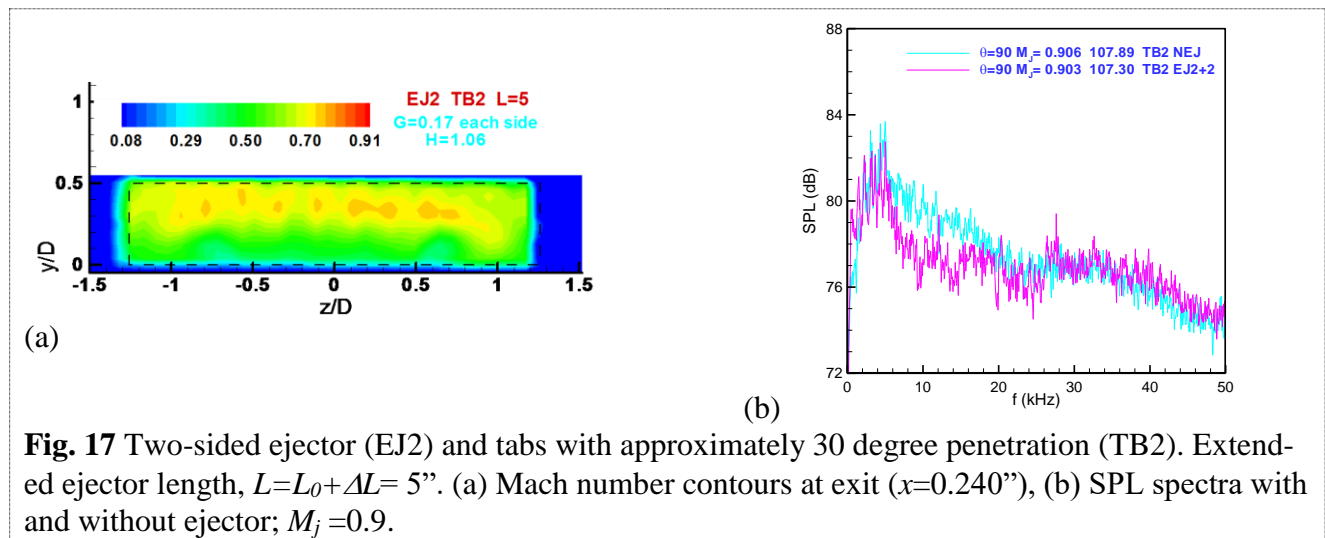 1
0.5
0
y/D
EJ2 TB2 L=5
G=0.17 each side
H=1.06
0.08 0.29 0.50 0.70 0.91
-1.5 -1 -0.5 0 0.5 1 1.5
z/D
(a)
88
84
80
76
72
SPL (dB)
θ=90 MJ= 0.906 107.89 TB2 NEJ
θ=90 MJ= 0.903 107.30 TB2 EJ2+2
0 10 20 30 40 50
f (kHz)
(b)
Fig. 17 Two-sided ejector (EJ2) and tabs with approximately 30 degree penetration (TB2). Extend-
ed ejector length, L=L0+ΔL= 5”. (a) Mach number contours at exit (x=0.240”), (b) SPL spectra with
and without ejector; Mj =0.9.